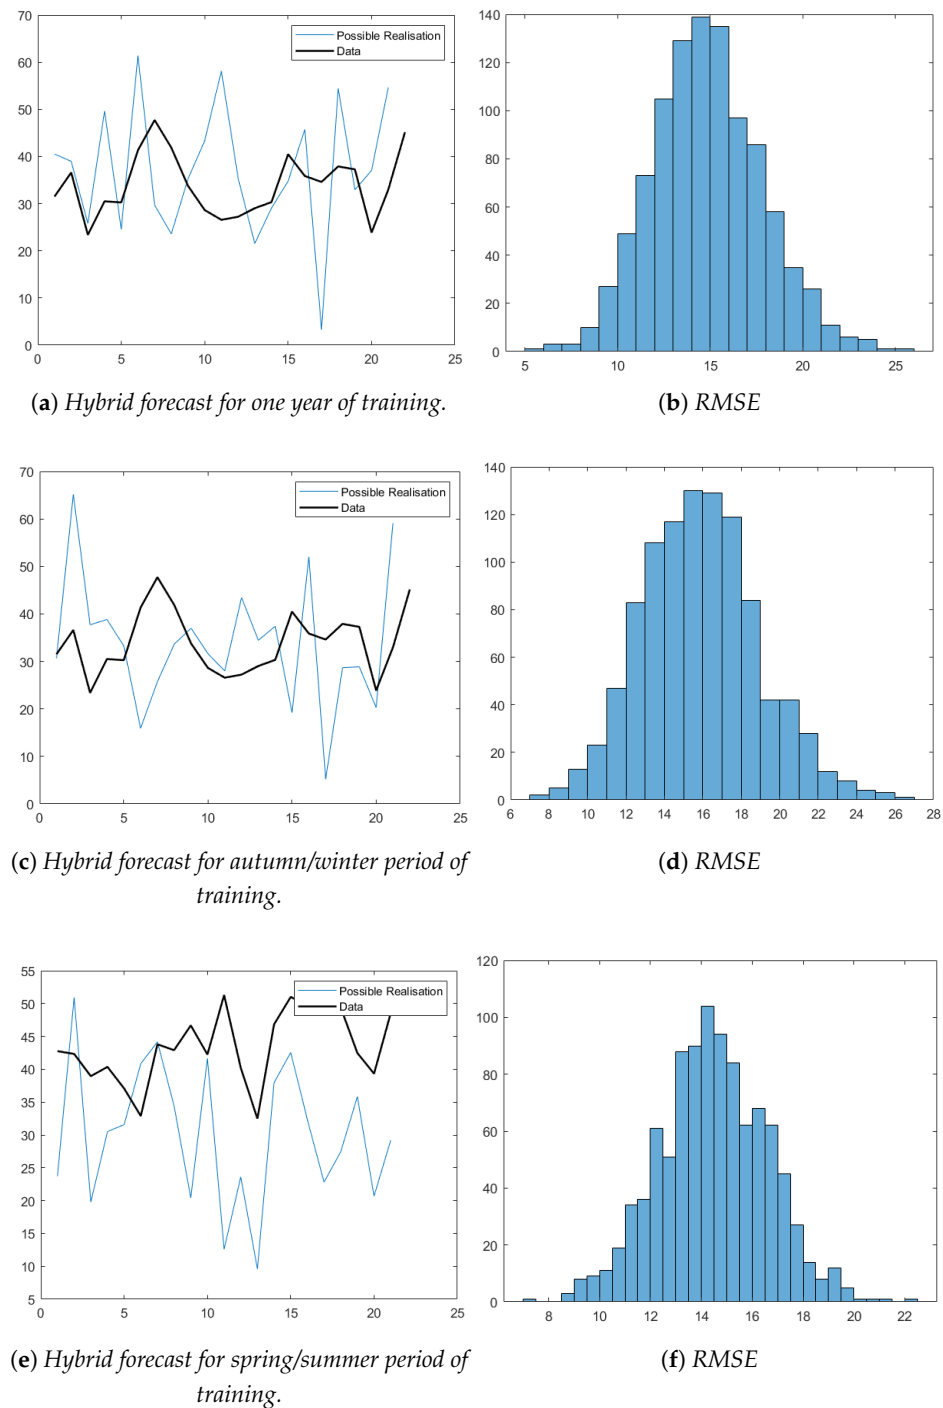 70
60
50
40
30
20
10
0
0 5 10 15 20 25
Possible Realisation
Data
140
120
100
80
60
40
20
0
5 10 15 20 25
(a) Hybrid forecast for one year of training.
(b) RMSE
70
60
50
40
30
20
10
0
0 5 10 15 20 25
Possible Realisation
Data
140
120
100
80
60
40
20
0
6 8 10 12 14 16 18 20 22 24 26 28
(c) Hybrid forecast for autumn/winter period of
training.
(d) RMSE
55
50
45
40
35
30
25
20
15
10
5
0 5 10 15 20 25
Possible Realisation
Data
120
100
80
60
40
20
0
8 10 12 14 16 18 20 22
(e) Hybrid forecast for spring/summer period of
training.
(f) RMSE